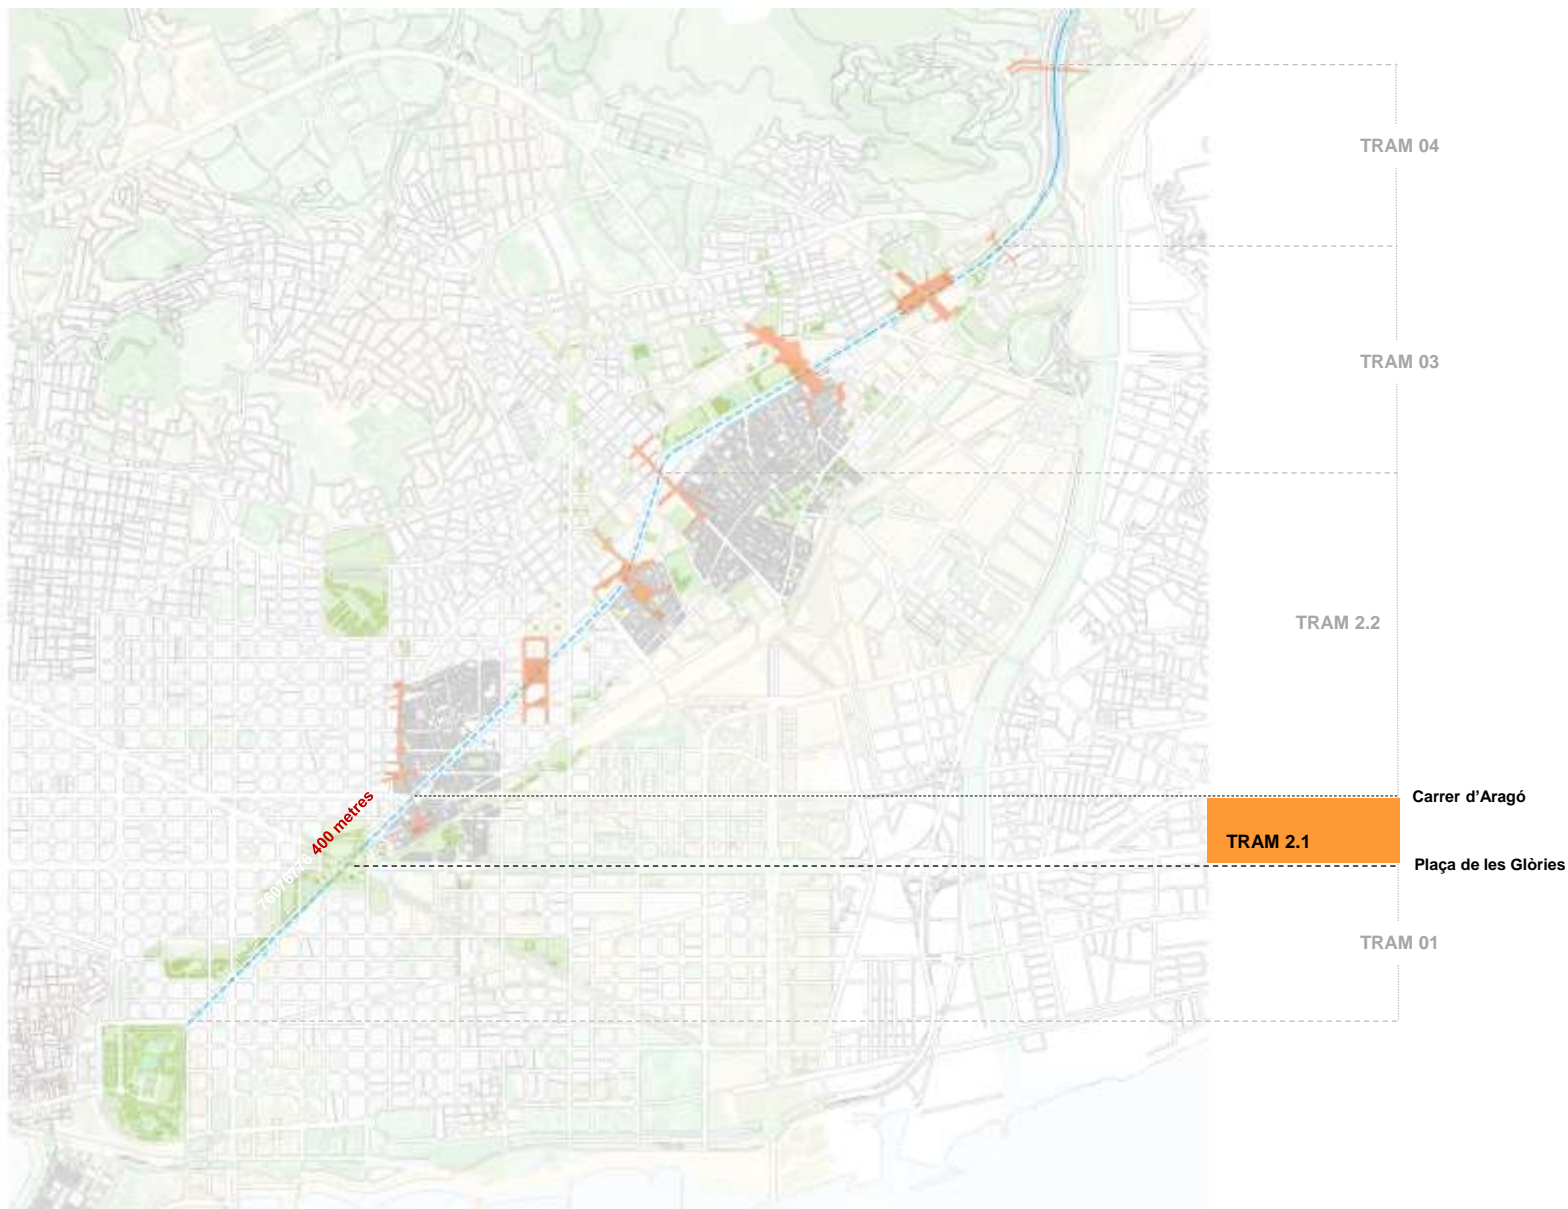 TRAM 04
TRAM 03
TRAM 2.2
Carrer d'Aragó
400 metres
TRAM 2.1
Plaça de les Glòries
TRAM 01